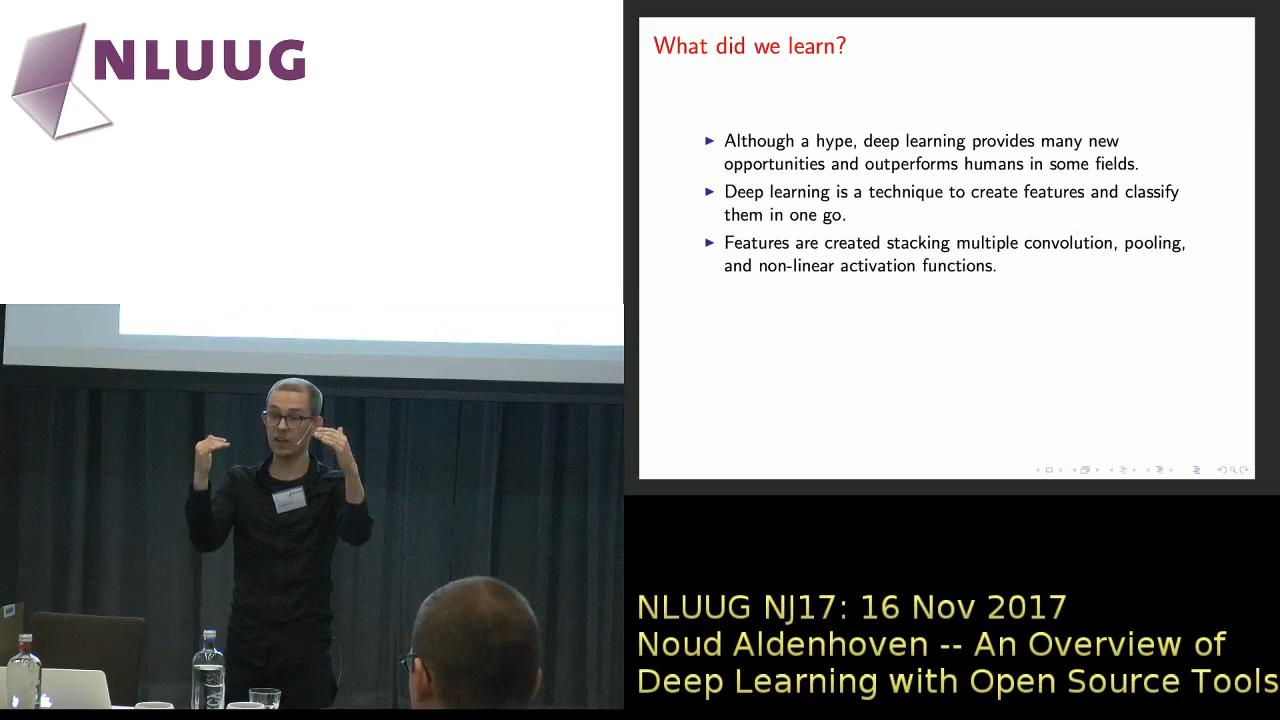 NLUUG
What did we learn?
Although a hype, deep learning provides many new
opportunities and outperforms humans in some fields.
Deep learning is a technique to create features and classify
them in one go.
Features are created stacking multiple convolution, pooling,
and non-linear activation functions.
NLUUG NJ17: 16 Nov 2017
Noud Aldenhoven -- An Overview of
Deep Learning with Open Source Tools